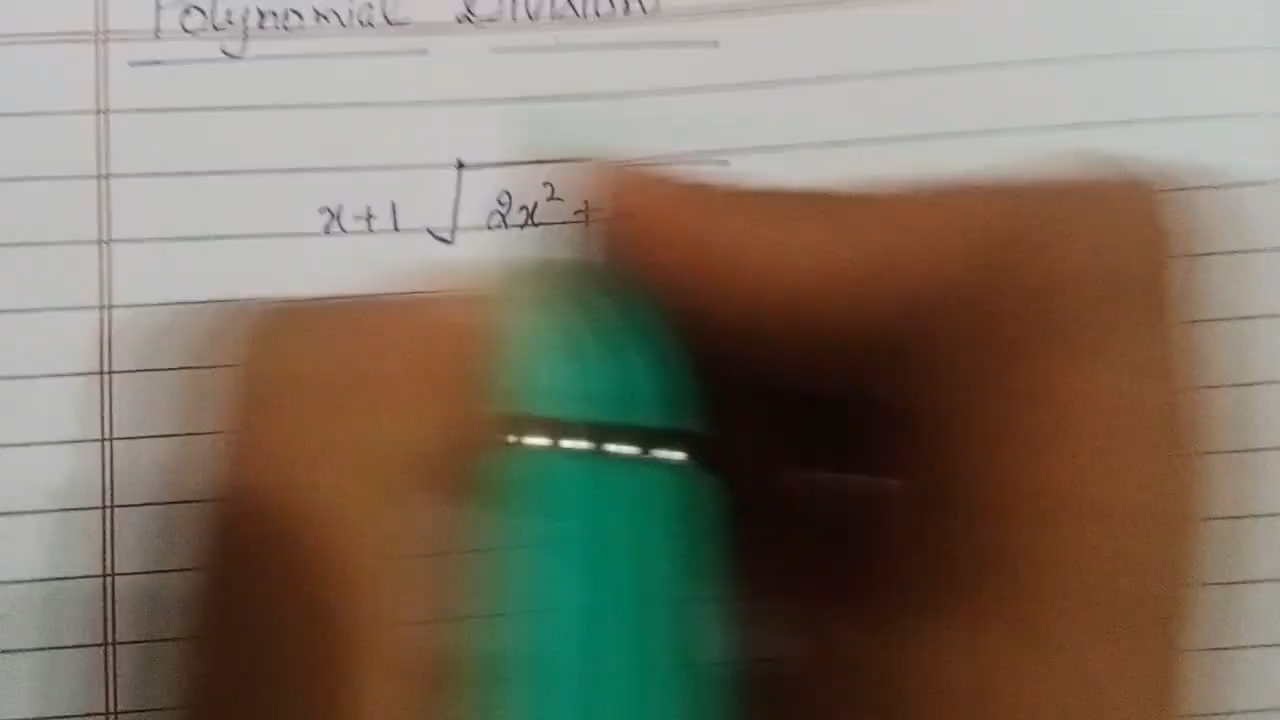 Polynomial Division
x+1 √ 2x² +